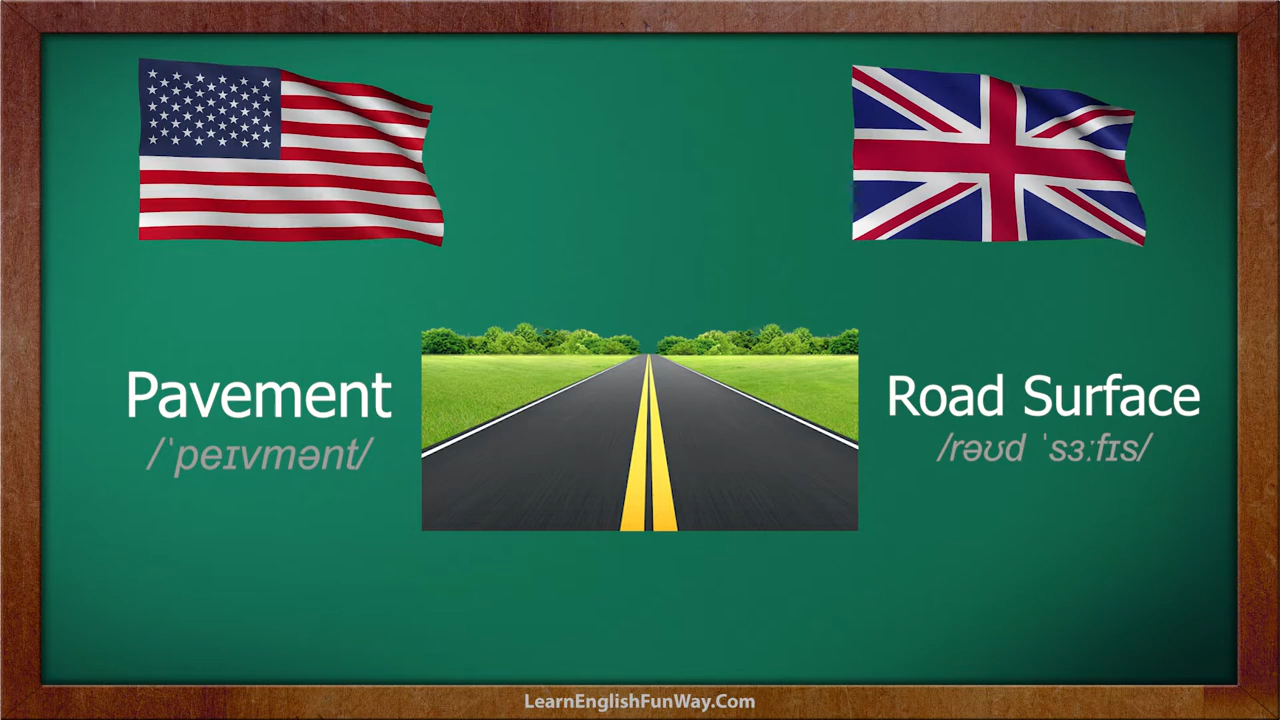 Pavement
/ˈpeɪvmənt/
Road Surface
/rəʊd ˈsɜːfɪs/
LearnEnglishFunWay.Com